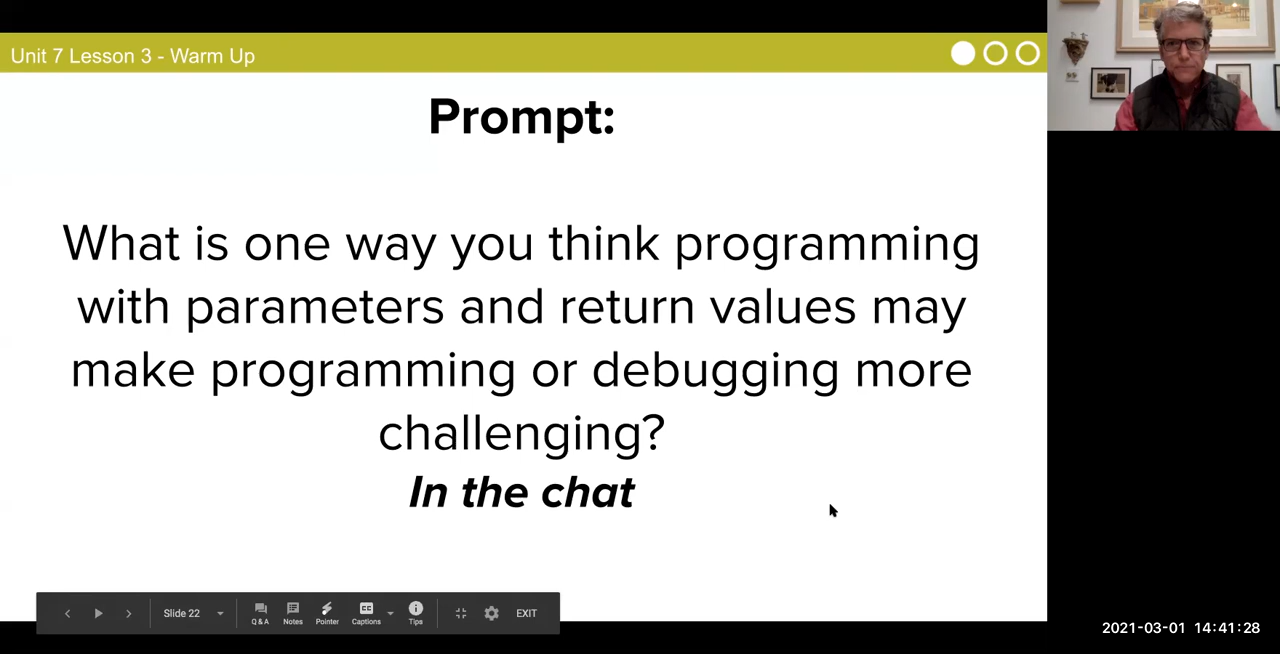 Unit 7 Lesson 3 - Warm Up
Prompt:
What is one way you think programming
with parameters and return values may
make programming or debugging more
challenging?
In the chat
Slide 22
Q & A
Notes
Pointer
CC
Captions
Tips
EXIT
2021-03-01 14:41:28